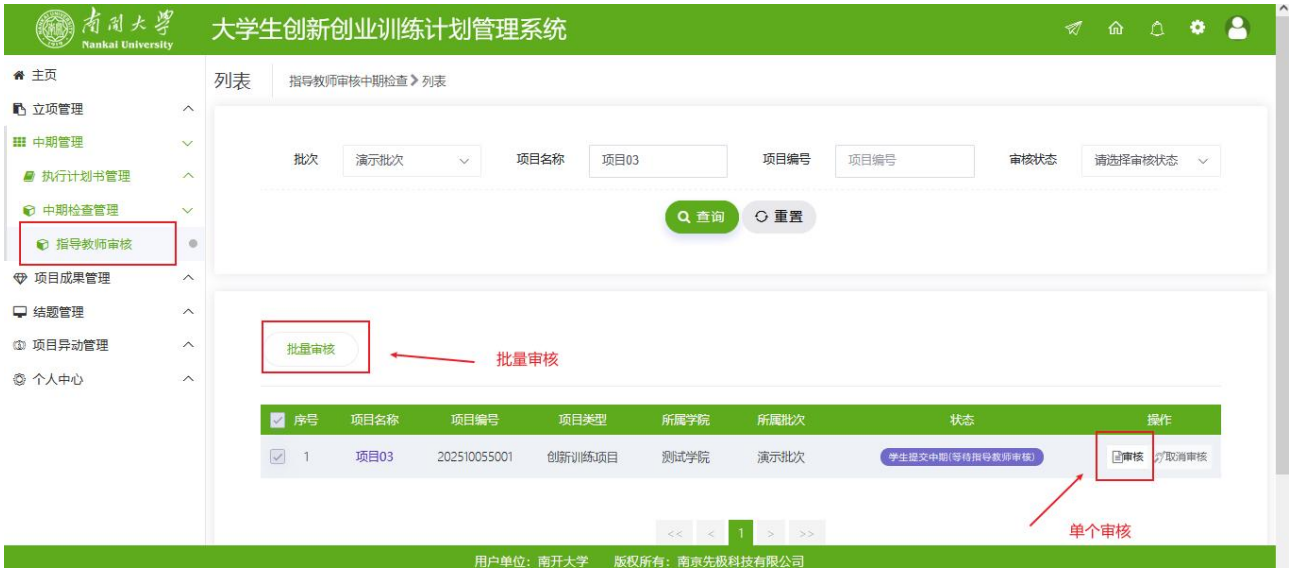 南開大學
Nankai University
大学生创新创业训练计划管理系统
主页
立项管理
中期管理
执行计划书管理
中期检查管理
指导教师审核
项目成果管理
结题管理
项目异动管理
个人中心
列表
指导教师审核中期检查 > 列表
批次 演示批次 项目名称 项目03 项目编号 项目编号 审核状态 请选择审核状态
查询 重置
批量审核
批量审核
序号 项目名称 项目编号 项目类型 所属学院 所属批次 状态 操作
1 项目03 202510055001 创新训练项目 测试学院 演示批次 学生提交中期(等待指导教师审核) 审核 取消审核
单个审核
<< < 1 > >>
用户单位：南开大学 版权所有：南京先极科技有限公司